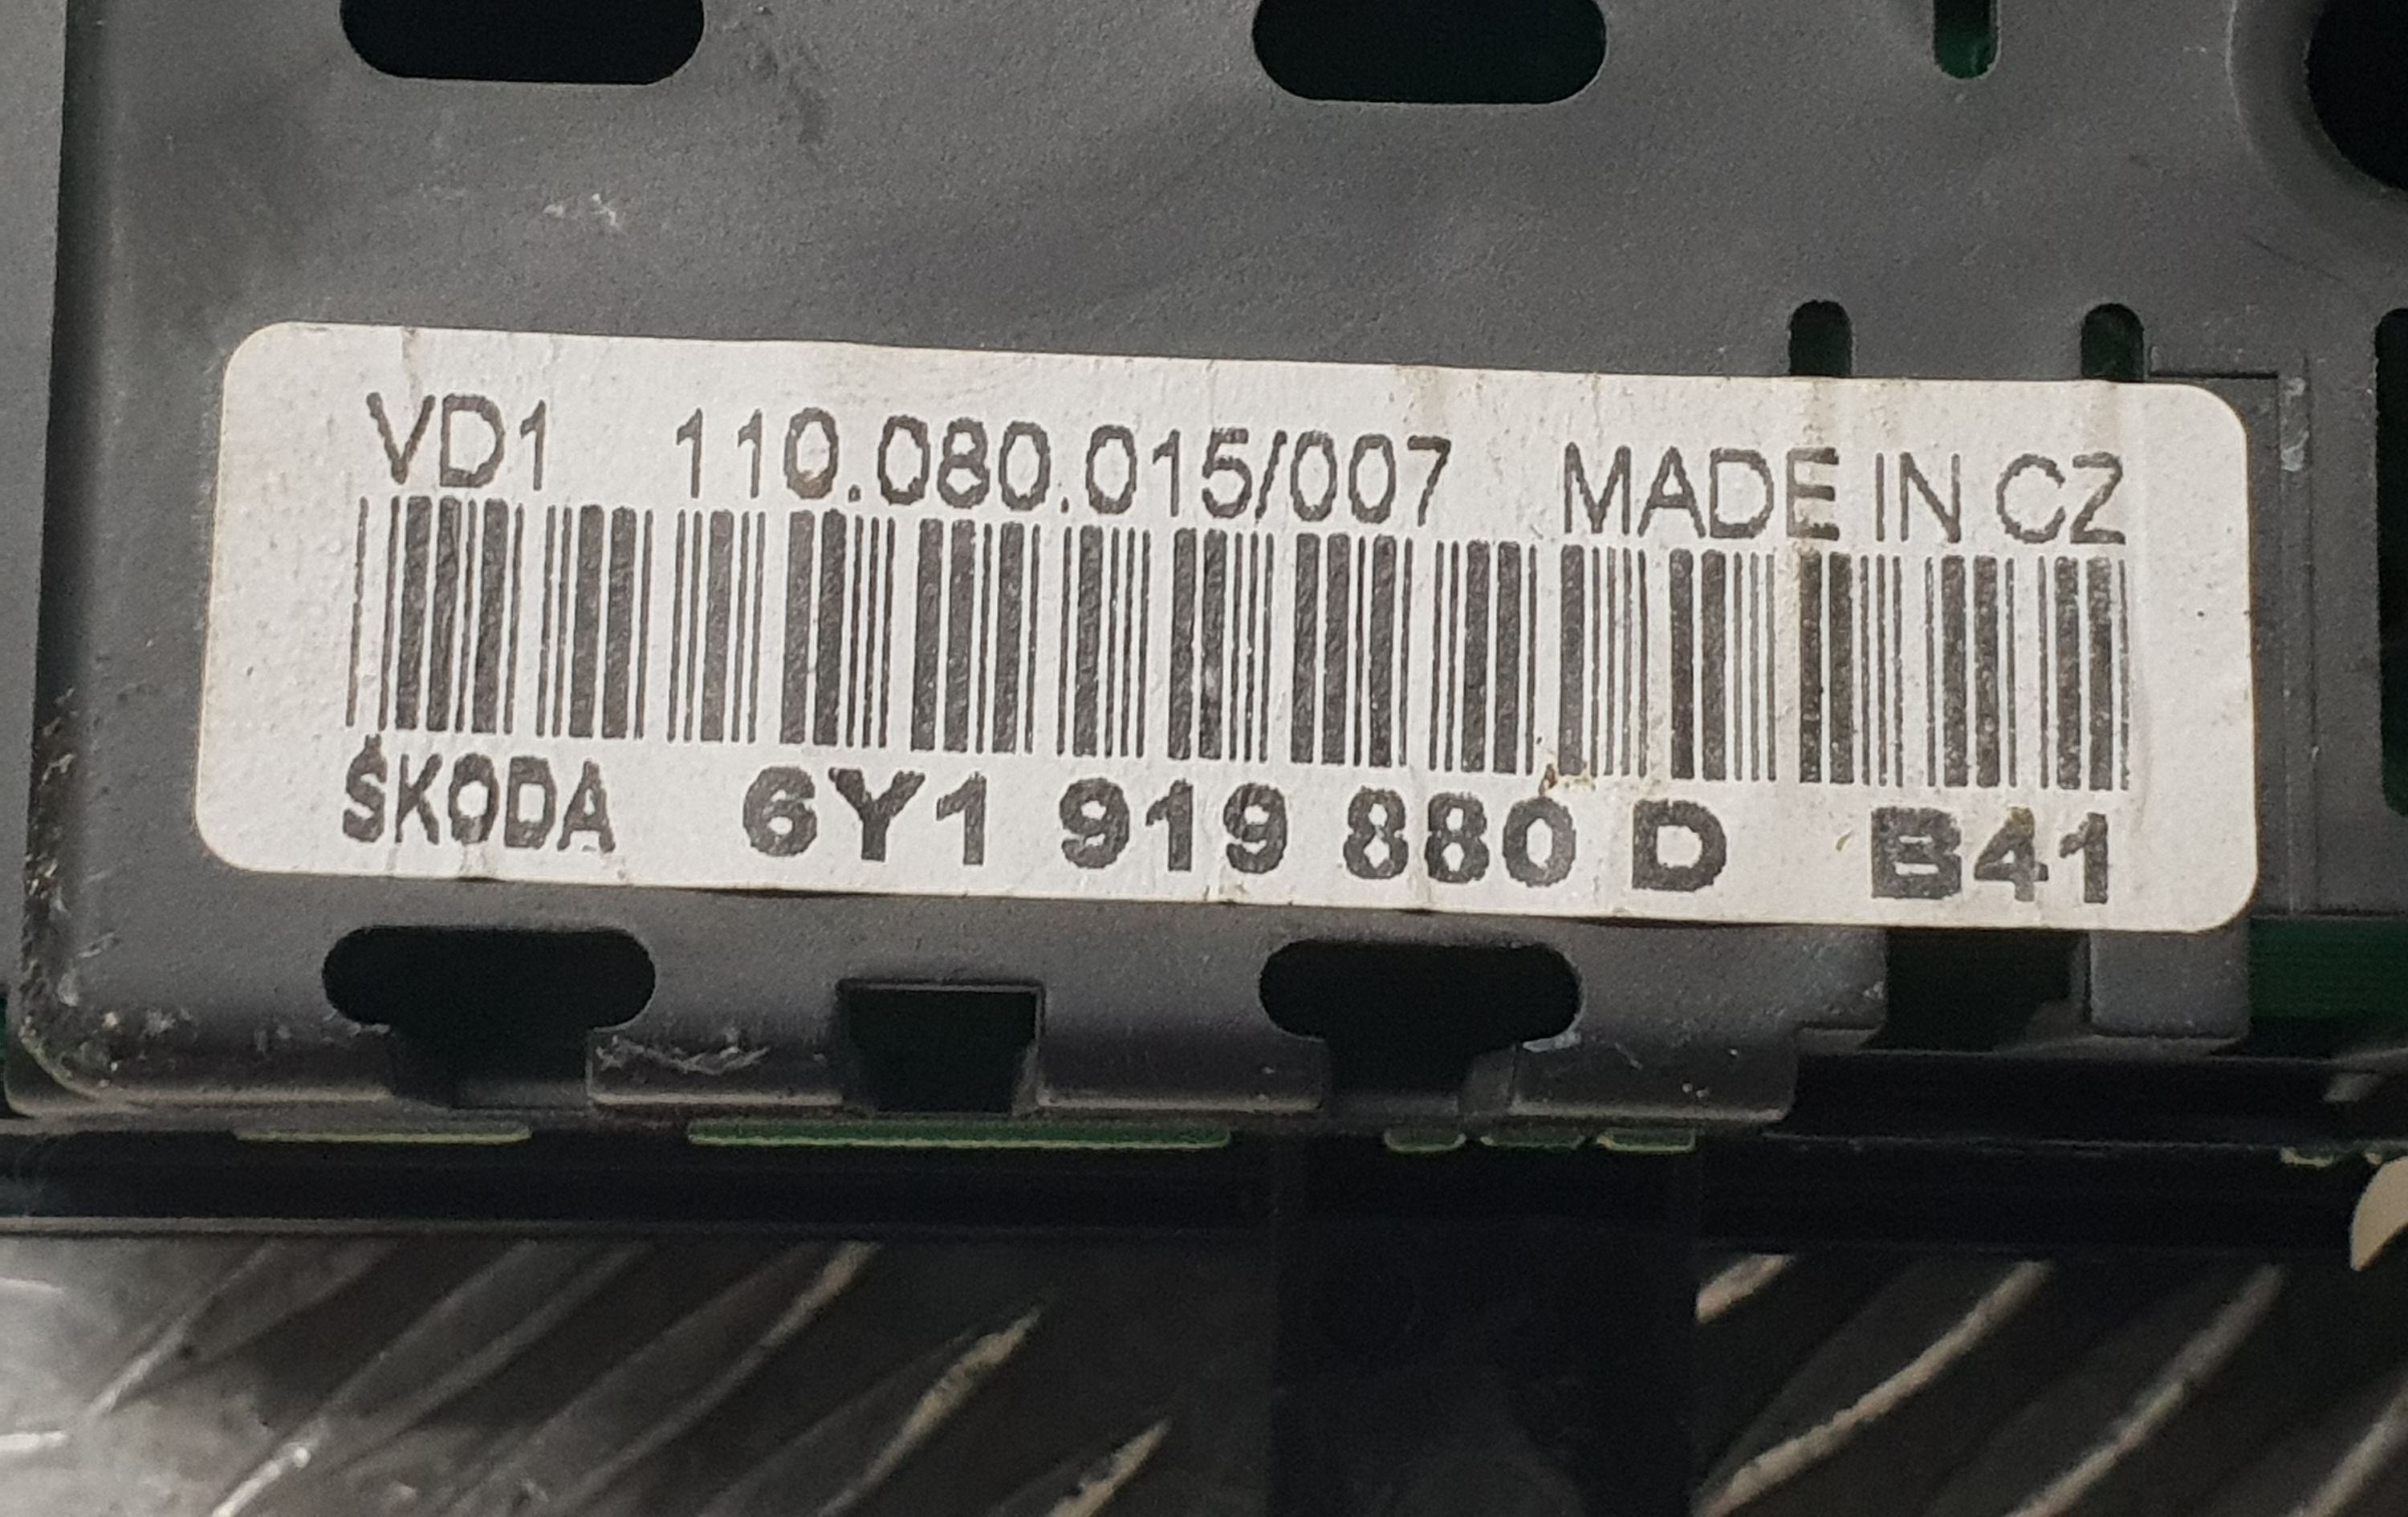 VD1 110.080.015/007 MADE IN CZ
ŠKODA 6Y1 919 880 D B41